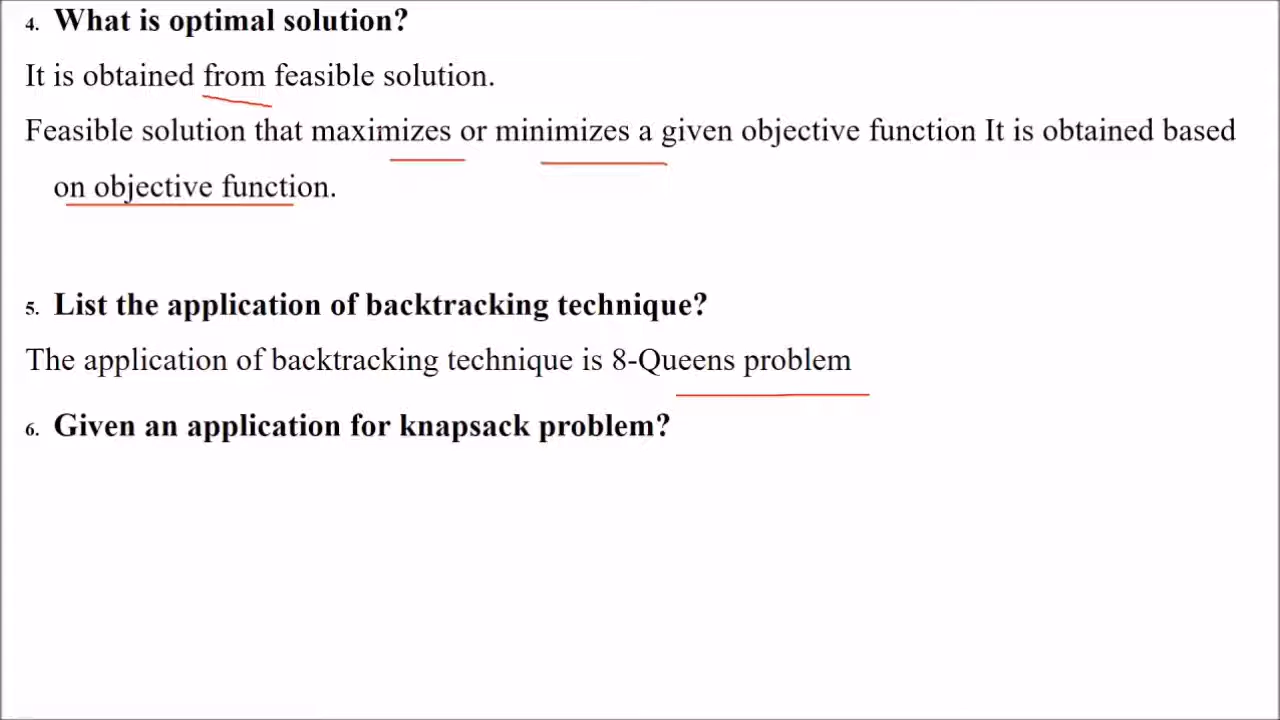 4. What is optimal solution?
It is obtained from feasible solution.
Feasible solution that maximizes or minimizes a given objective function It is obtained based
on objective function.
5. List the application of backtracking technique?
The application of backtracking technique is 8-Queens problem
6. Given an application for knapsack problem?